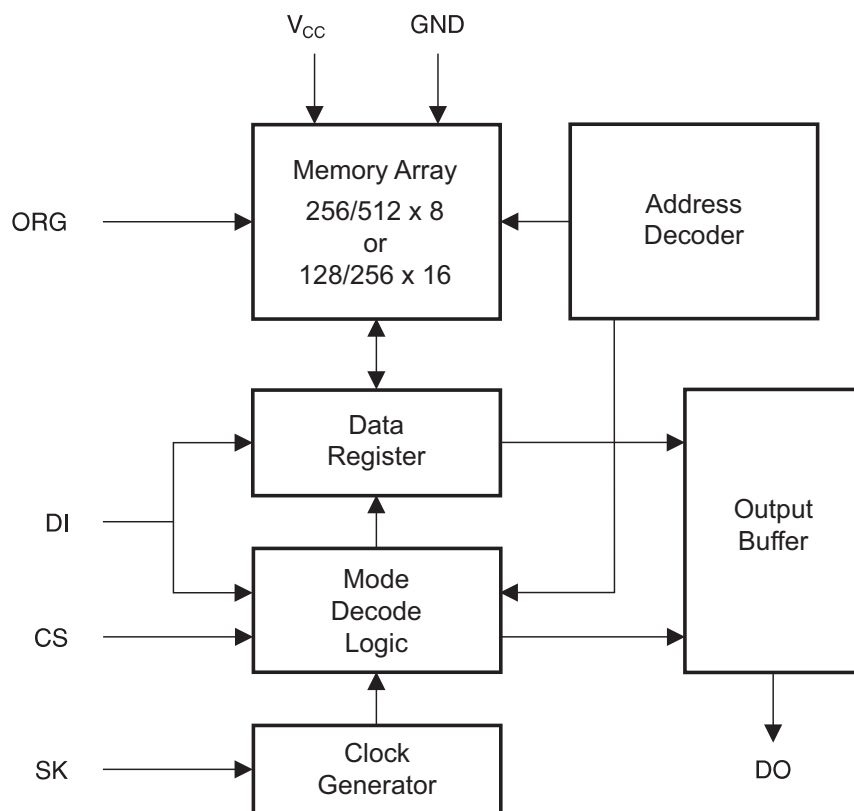 V_CC
GND
Memory Array
256/512 x 8
or
128/256 x 16
Address
Decoder
ORG
Data
Register
DI
Output
Buffer
Mode
Decode
Logic
CS
Clock
Generator
SK
DO